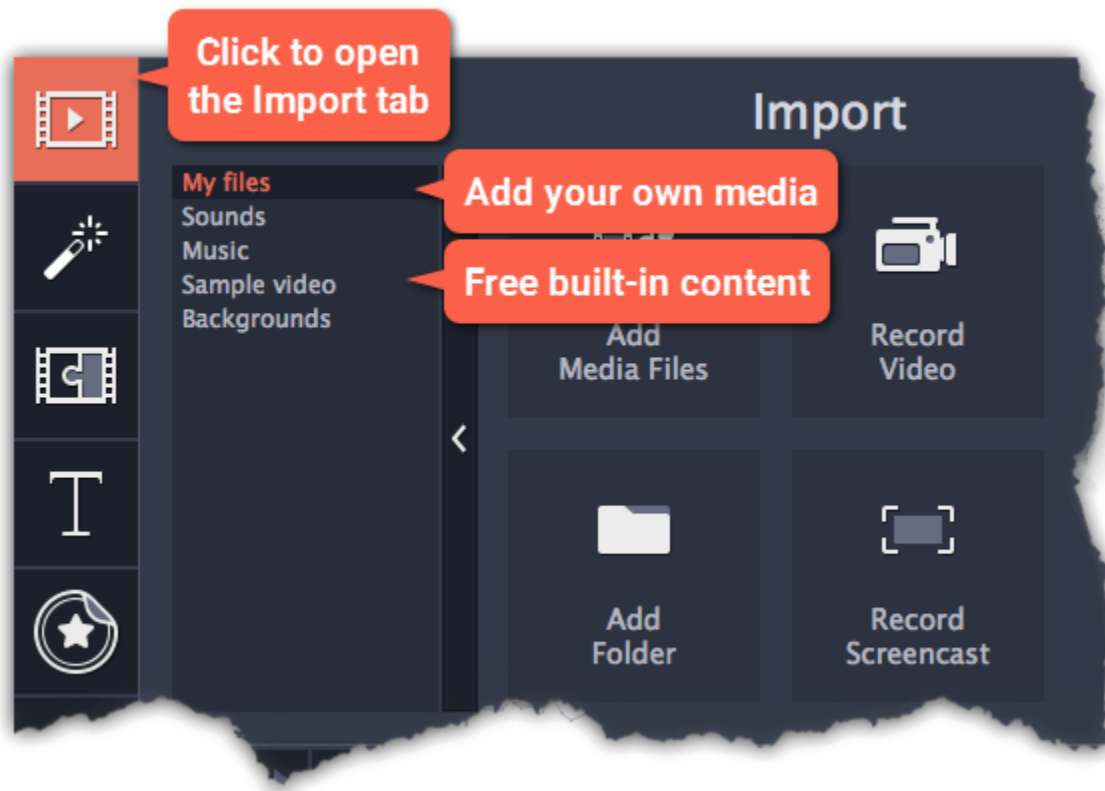 Click to open
the Import tab
Import
My files
Sounds
Music
Sample video
Backgrounds
Add your own media
Free built-in content
Add
Media Files
Record
Video
Add
Folder
Record
Screencast